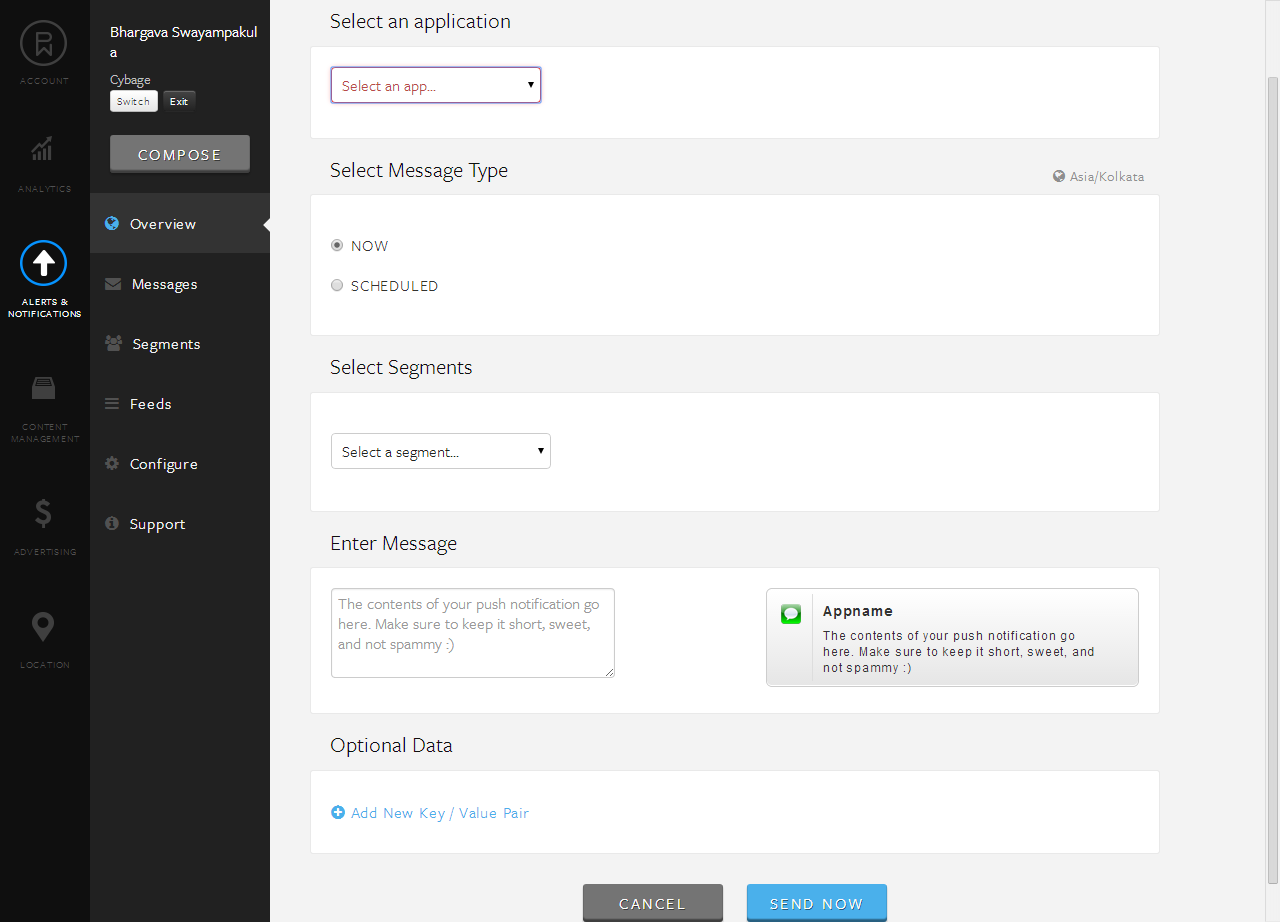 ACCOUNT
ANALYTICS
ALERTS &
NOTIFICATIONS
CONTENT
MANAGEMENT
ADVERTISING
LOCATION
Bhargava Swayampakul
a
Cybage
Switch Exit
COMPOSE
Overview
Messages
Segments
Feeds
Configure
Support
Select an application
Select an app...
Select Message Type
Asia/Kolkata
NOW
SCHEDULED
Select Segments
Select a segment...
Enter Message
The contents of your push notification go
here. Make sure to keep it short, sweet,
and not spammy :)
Appname
The contents of your push notification go
here. Make sure to keep it short, sweet, and
not spammy :)
Optional Data
Add New Key / Value Pair
CANCEL SEND NOW